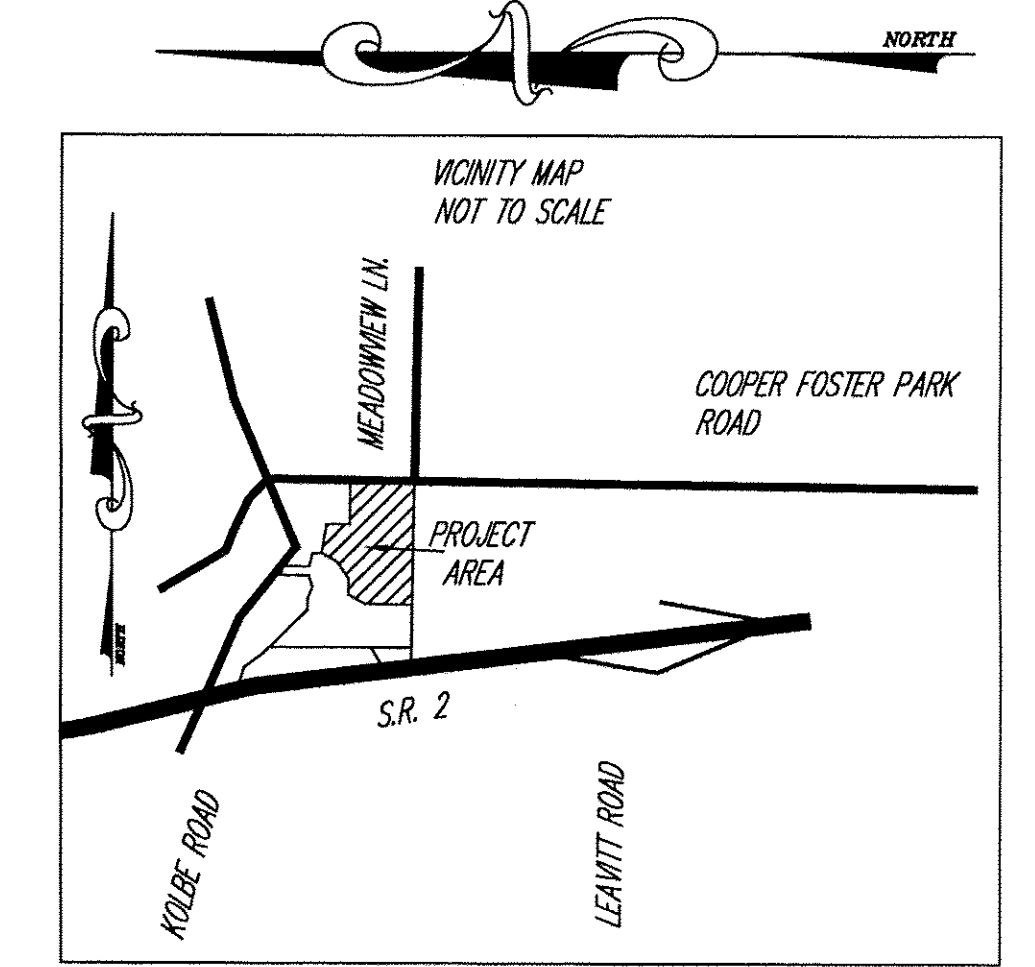 NORTH
VICINITY MAP
NOT TO SCALE
MEADOWVIEW LN.
COOPER FOSTER PARK
ROAD
PROJECT
AREA
NORTH
S.R. 2
KOLBE ROAD
LEAVITT ROAD